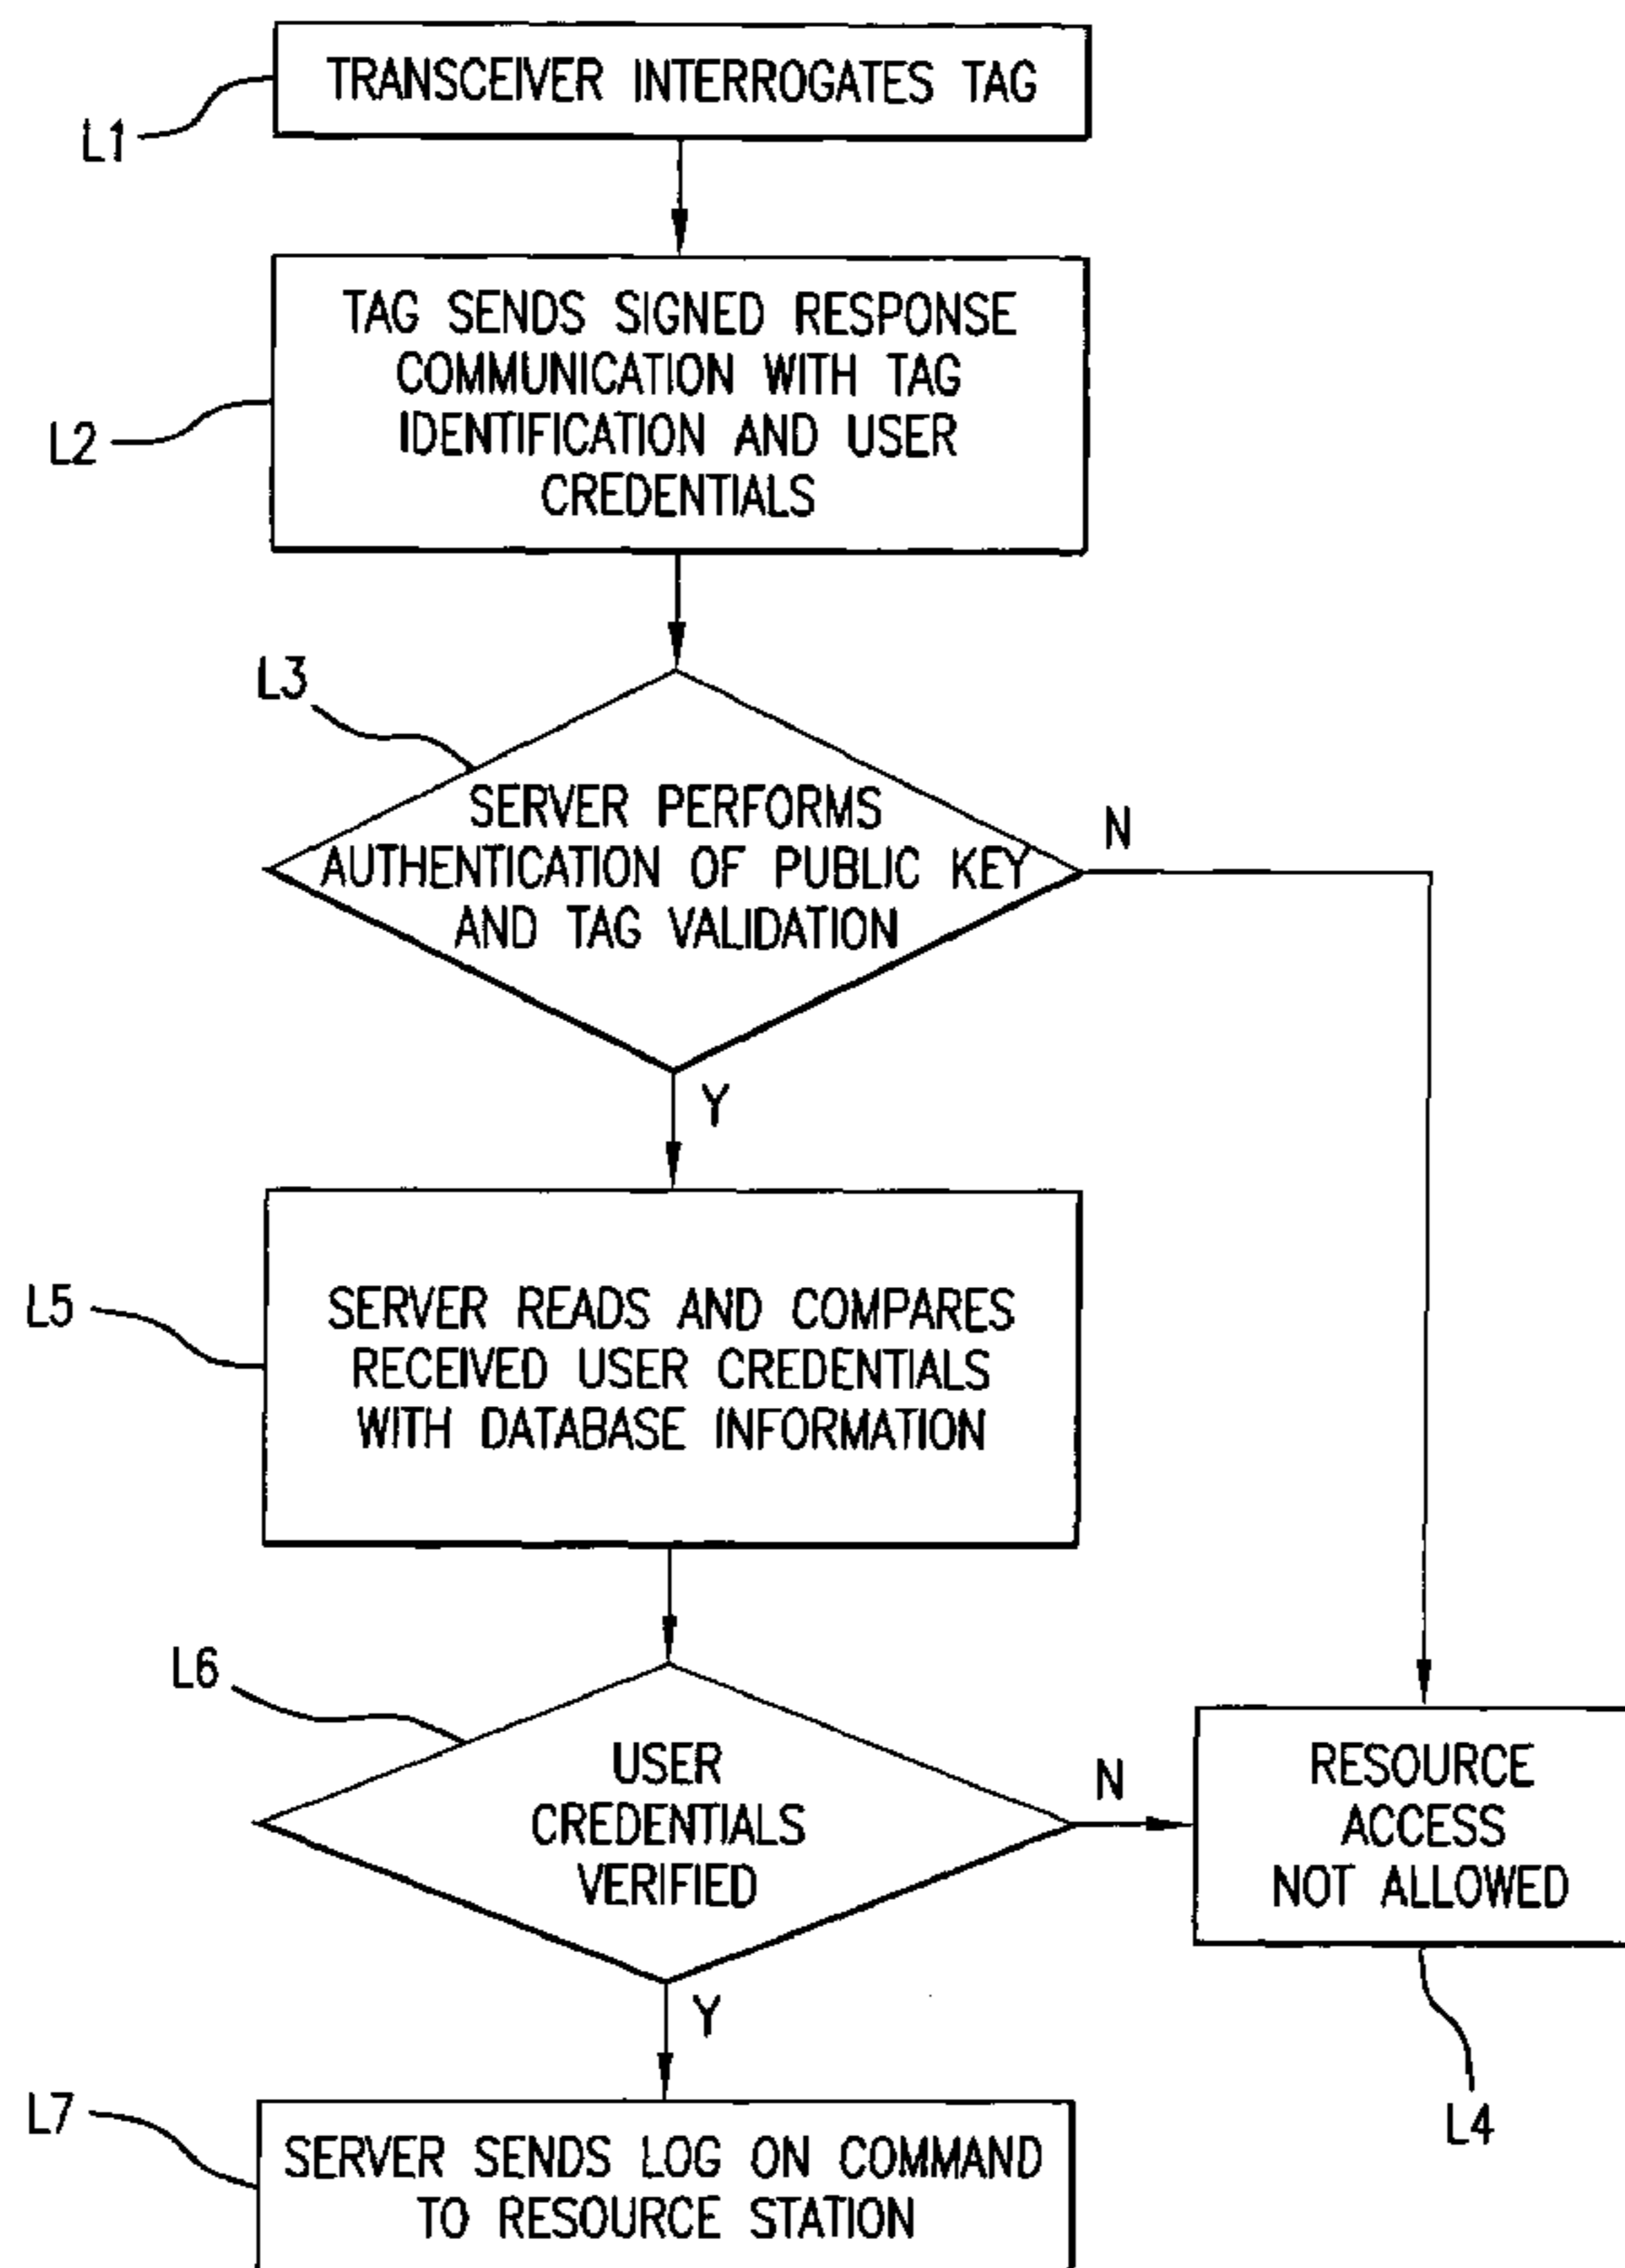 TRANSCEIVER INTERROGATES TAG
L1
TAG SENDS SIGNED RESPONSE
COMMUNICATION WITH TAG
IDENTIFICATION AND USER
CREDENTIALS
L2
L3
SERVER PERFORMS
AUTHENTICATION OF PUBLIC KEY
AND TAG VALIDATION
N
Y
L5
SERVER READS AND COMPARES
RECEIVED USER CREDENTIALS
WITH DATABASE INFORMATION
L6
USER
CREDENTIALS
VERIFIED
N
RESOURCE
ACCESS
NOT ALLOWED
Y
L4
L7
SERVER SENDS LOG ON COMMAND
TO RESOURCE STATION